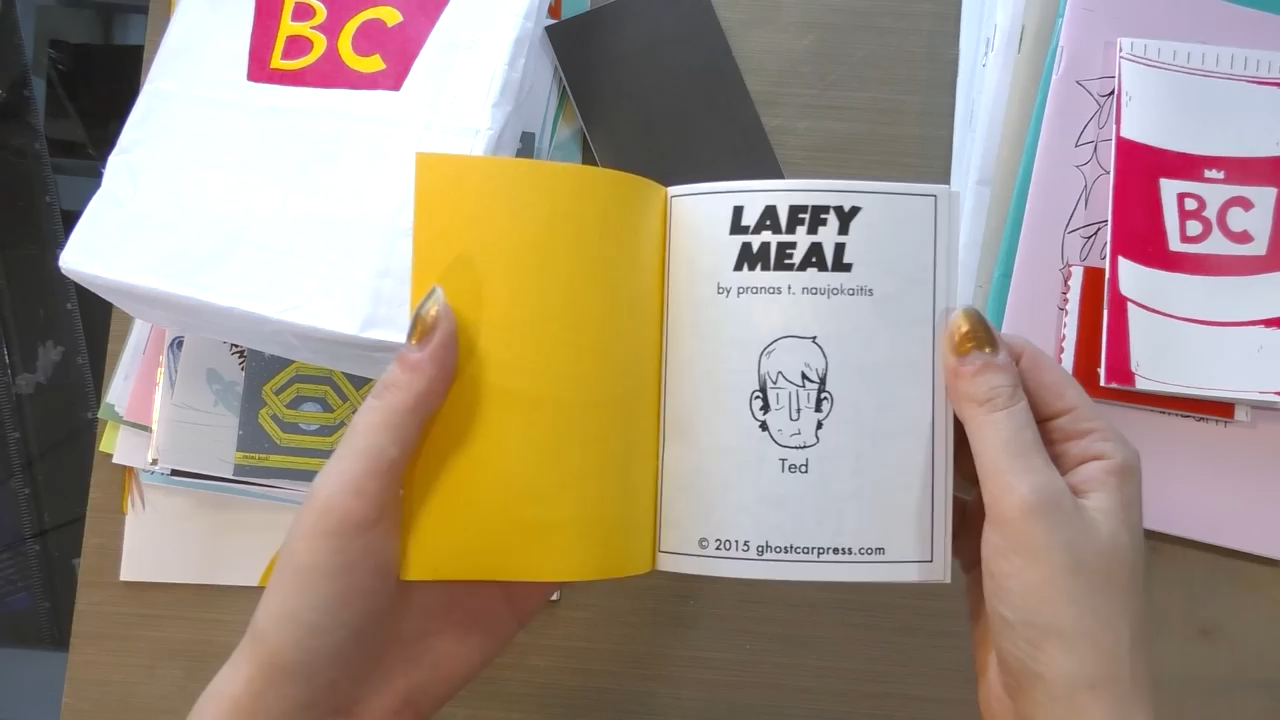 BC
LAFFY
MEAL
by pranas t. naujokaitis
Ted
© 2015 ghostcarpress.com
BC